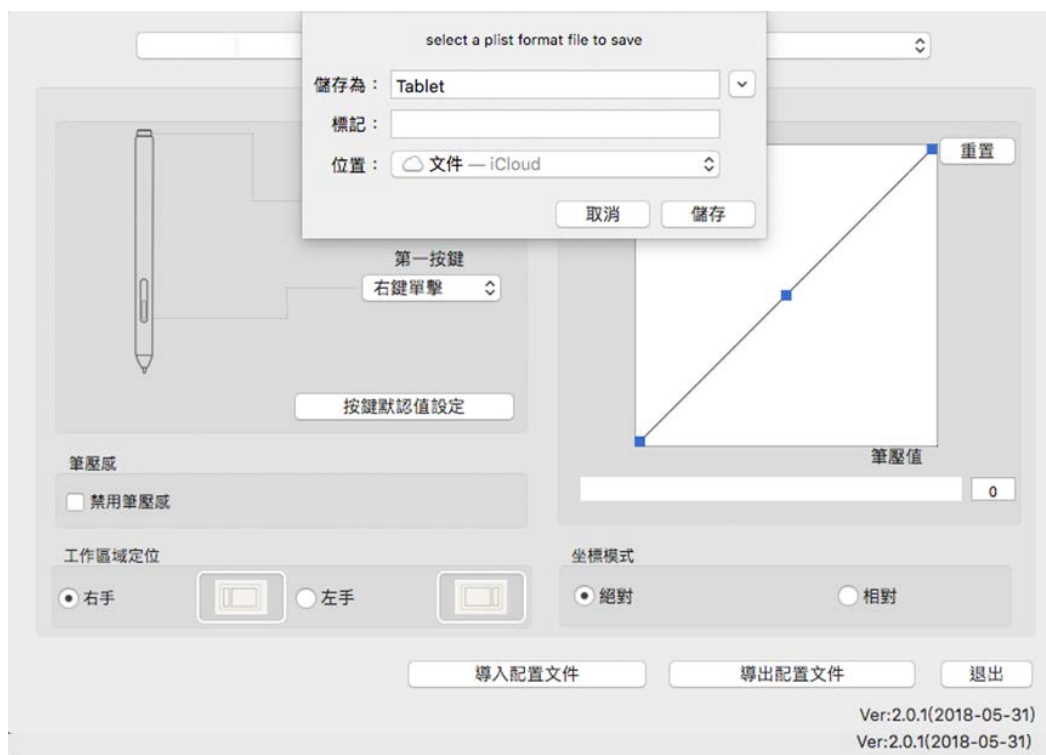 select a plist format file to save
儲存為： Tablet
標記：
位置： 文件 — iCloud
取消 儲存
重置
第一按鍵
右鍵單擊
按鍵默認值設定
筆壓值
0
筆壓感
禁用筆壓感
工作區域定位
右手 左手
坐標模式
絕對 相對
導入配置文件 導出配置文件 退出
Ver:2.0.1(2018-05-31)
Ver:2.0.1(2018-05-31)